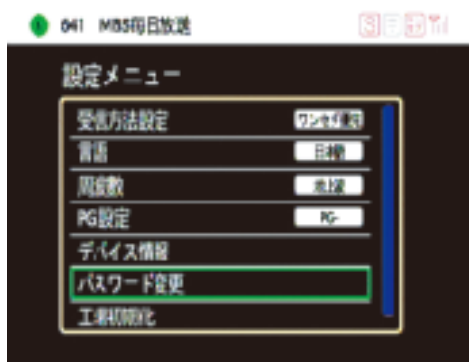 041 MBS毎日放送
設定メニュー
受信方法設定
言語 日本語
周波数
PG設定 PG-
デバイス情報
パスワード変更
工場初期化